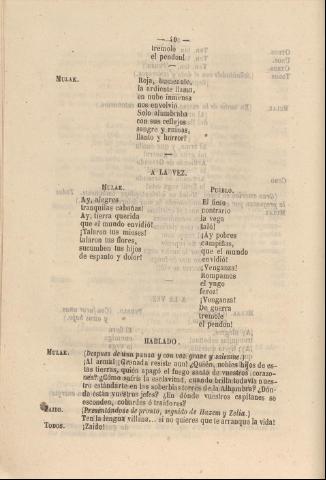 — 40 —
tremole
el pendon!
MULAK. Roja, humeante,
la ardiente llama,
en nube inmensa
nos envolvió.
Solo alumbraba
con sus reflejos
sangre y ruinas,
llanto y horror!
A LA VEZ.
MULAK.
¡Ay, alegres
tranquilas cabañas!
¡Ay, tierra querida
que el mundo envidió!
¡Talaron tus mieses!
talaron tus flores,
sucumben tus hijos
de espanto y dolor!
PUEBLO.
El fiero
contrario
la vega
taló!
¡Ay pobres
campiñas,
que el mundo
envidió!
¡Venganza!
Rompamos
el yugo
feroz!
¡Venganza!
De guerra
tremole
el pendon!
HABLADO.
MULAK. (Despues de una pausa y con voz grave y solemne.)
¡Al arma! ¡Granada resiste aun! ¿Quién, nobles hijos de es-
tas tierras, quién apagó el fuego santo de vuestros corazo-
nes? ¿Cómo sufrís la esclavitud, cuando brilla todavía nues-
tro estandarte en las soberbias torres de la Alhambra? ¿Dón-
de están vuestros jefes? ¿En dónde vuestros capitanes se
esconden, cobardes ó traidores?
ZAIDO. (Presentándose de pronto, seguido de Hazem y Zelia.)
Ten la lengua villano... si no quieres que te arranque la vida!
TODOS. ¡Zaido!